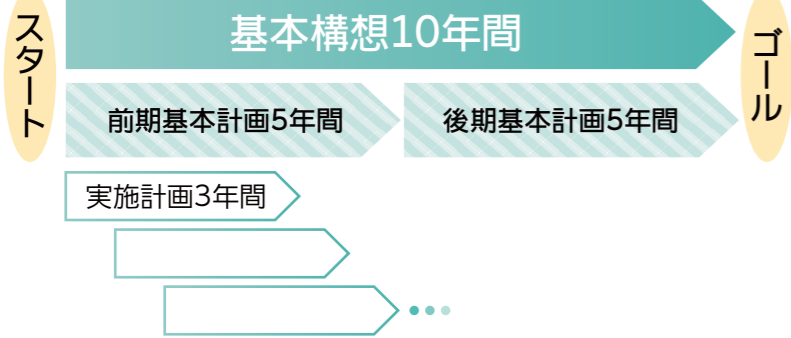 スタート
基本構想10年間
ゴール
前期基本計画5年間
後期基本計画5年間
実施計画3年間